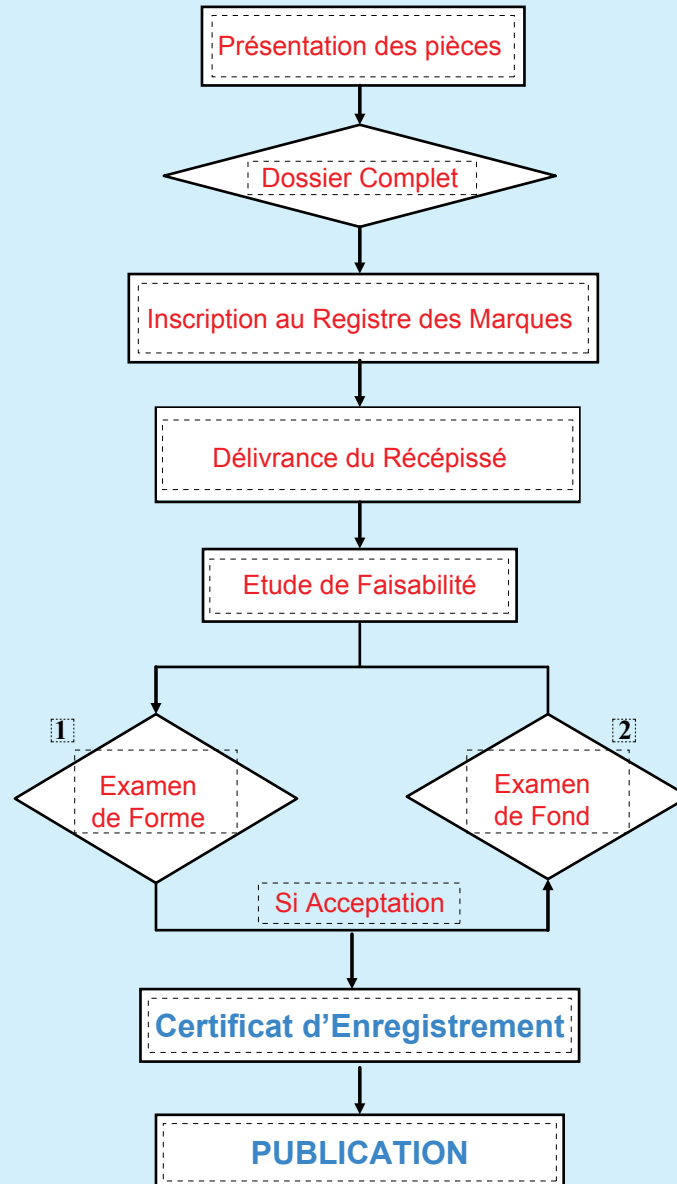 Présentation des pièces
Dossier Complet
Inscription au Registre des Marques
Délivrance du Récépissé
Etude de Faisabilité
1
Examen
de Forme
2
Examen
de Fond
Si Acceptation
Certificat d’Enregistrement
PUBLICATION